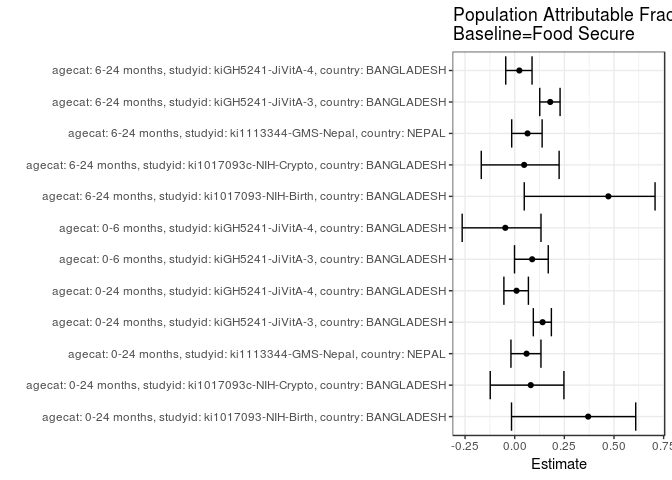 Population Attributable Frac
Baseline=Food Secure
agecat: 6-24 months, studyid: kiGH5241-JiVitA-4, country: BANGLADESH
agecat: 6-24 months, studyid: kiGH5241-JiVitA-3, country: BANGLADESH
agecat: 6-24 months, studyid: ki1113344-GMS-Nepal, country: NEPAL
agecat: 6-24 months, studyid: ki1017093c-NIH-Crypto, country: BANGLADESH
agecat: 6-24 months, studyid: ki1017093-NIH-Birth, country: BANGLADESH
agecat: 0-6 months, studyid: kiGH5241-JiVitA-4, country: BANGLADESH
agecat: 0-6 months, studyid: kiGH5241-JiVitA-3, country: BANGLADESH
agecat: 0-24 months, studyid: kiGH5241-JiVitA-4, country: BANGLADESH
agecat: 0-24 months, studyid: kiGH5241-JiVitA-3, country: BANGLADESH
agecat: 0-24 months, studyid: ki1113344-GMS-Nepal, country: NEPAL
agecat: 0-24 months, studyid: ki1017093c-NIH-Crypto, country: BANGLADESH
agecat: 0-24 months, studyid: ki1017093-NIH-Birth, country: BANGLADESH
-0.25 0.00 0.25 0.50 0.75
Estimate